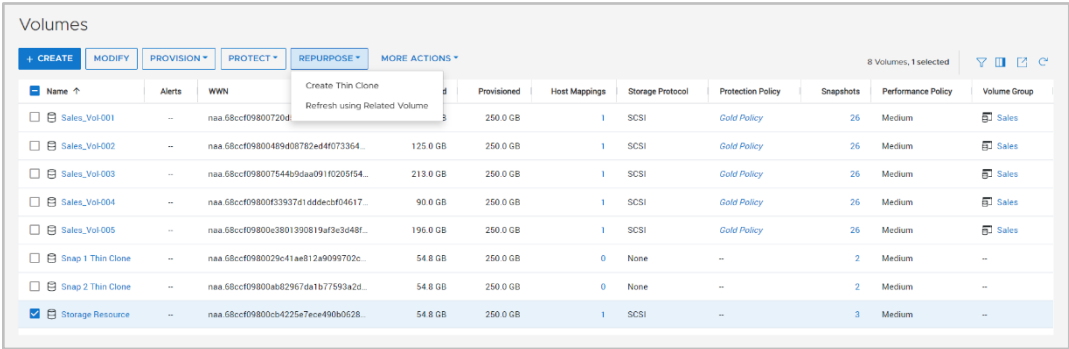 Volumes
+ CREATE MODIFY PROVISION PROTECT REPURPOSE MORE ACTIONS 8 Volumes, 1 selected
Create Thin Clone
Refresh using Related Volume
Name ↑ Alerts WWN Provisioned Host Mappings Storage Protocol Protection Policy Snapshots Performance Policy Volume Group
Sales_Vol-001 -- 250.0 GB 1 SCSI Gold Policy 26 Medium Sales
Sales_Vol-002 -- naa.68ccf09800489d08782ed4f073364... 125.0 GB 250.0 GB 1 SCSI Gold Policy 26 Medium Sales
Sales_Vol-003 -- naa.68ccf098007544b9daa091f0205f54... 213.0 GB 250.0 GB 1 SCSI Gold Policy 26 Medium Sales
Sales_Vol-004 -- naa.68ccf09800f33937d1dddecbf04617... 90.0 GB 250.0 GB 1 SCSI Gold Policy 26 Medium Sales
Sales_Vol-005 -- naa.68ccf09800e3801390819af3e3d48f... 196.0 GB 250.0 GB 1 SCSI Gold Policy 26 Medium Sales
Snap 1 Thin Clone -- naa.68ccf0980029c41ae812a9099702c... 54.8 GB 250.0 GB 0 None -- 2 Medium --
Snap 2 Thin Clone -- naa.68ccf09800ab82967da1b77593a2d... 54.8 GB 250.0 GB 0 None -- 2 Medium --
Storage Resource -- naa.68ccf09800cb4225e7ece490b0628... 54.8 GB 250.0 GB 1 SCSI -- 3 Medium --